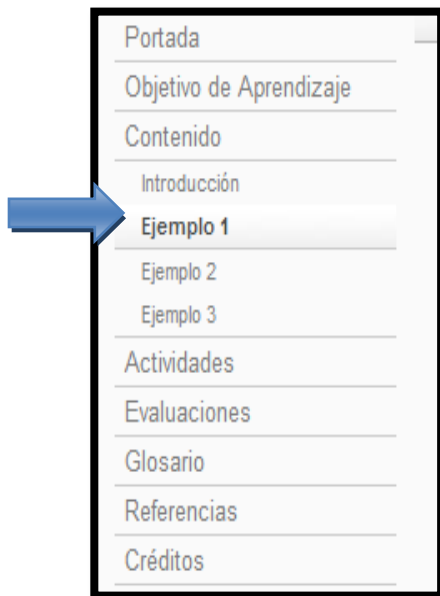 Portada
Objetivo de Aprendizaje
Contenido
Introducción
Ejemplo 1
Ejemplo 2
Ejemplo 3
Actividades
Evaluaciones
Glosario
Referencias
Créditos